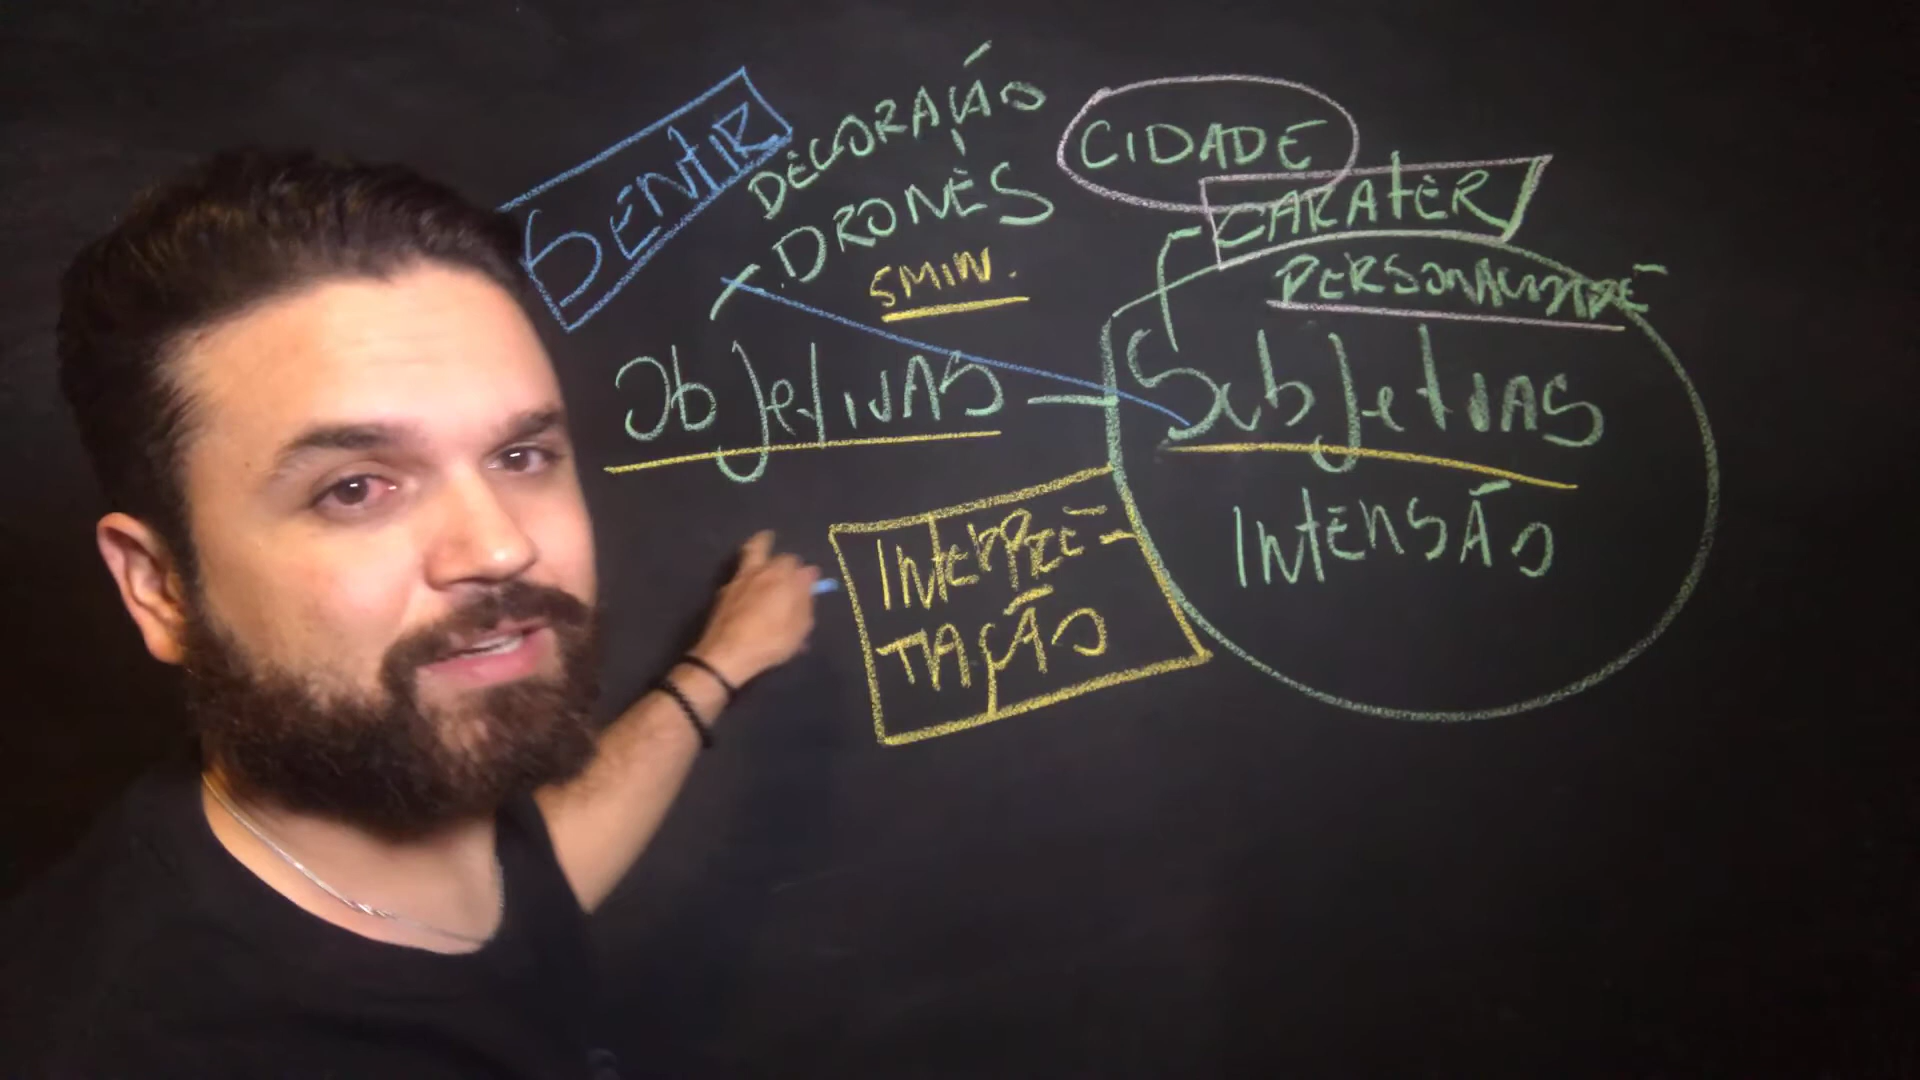 SENTIR
DECORAÇÃO
DRONES
5MIN.
CIDADE
CARATER
PERSONALIDADE
Objetivas
Subjetivas
INTENSÃO
INTERPRE-
TAÇÃO